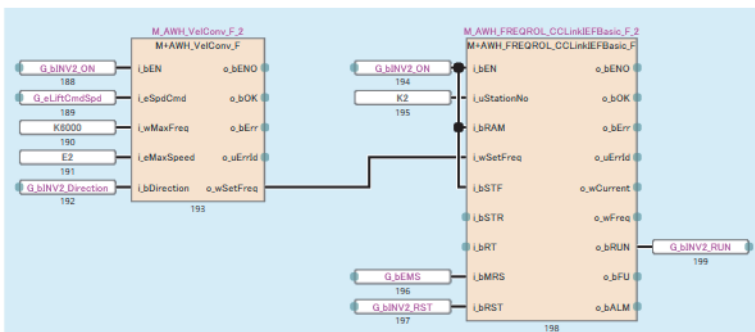 M_AWH_VelConv_F_2
M+AWH_VelConv_F
G_bINV2_ON
188
i_bEN
o_bENO
G_eLiftCmdSpd
189
i_eSpdCmd
o_bOK
K6000
190
i_wMaxFreq
o_bErr
E2
191
i_eMaxSpeed
o_uErrId
G_bINV2_Direction
192
i_bDirection
o_wSetFreq
193
M_AWH_FREQROL_CCLinkIEFBasic_F_2
M+AWH_FREQROL_CCLinkIEFBasic_F
G_bINV2_ON
194
i_bEN
o_bENO
K2
195
i_uStationNo
o_bOK
i_bRAM
o_bErr
i_wSetFreq
o_uErrId
i_bSTF
o_wCurrent
i_bSTR
o_wFreq
i_bRT
o_bRUN
G_bINV2_RUN
199
G_bEMS
196
i_bMRS
o_bFU
G_bINV2_RST
197
i_bRST
o_bALM
198